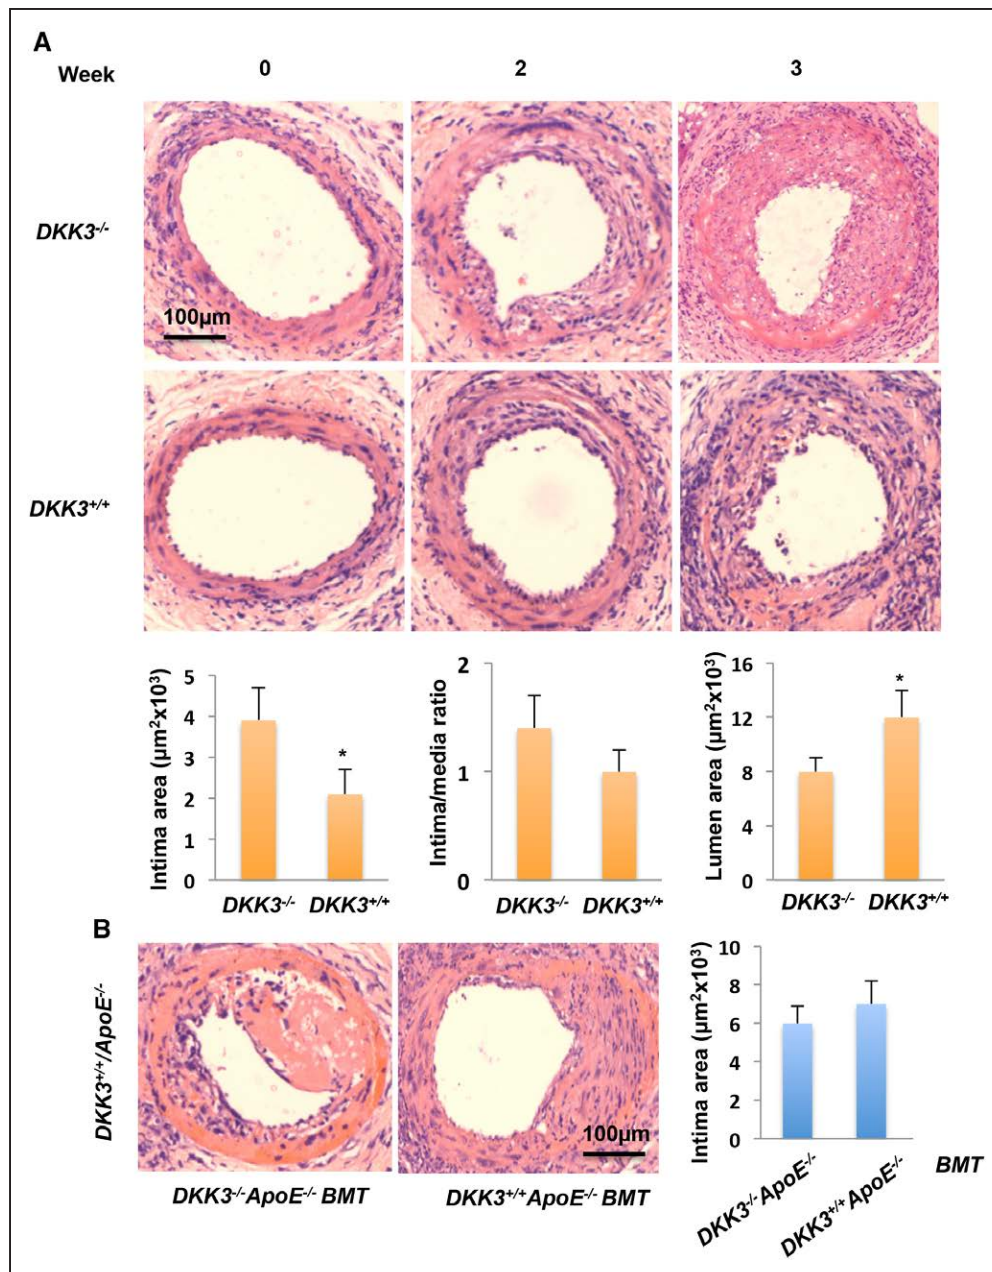 A
Week 0 2 3
DKK3-/-
100μm
DKK3+/+
Intima area (μm²x10³)
5
4
3
2
1
0
*
DKK3-/- DKK3+/+
Intima/media ratio
2
1
0
DKK3-/- DKK3+/+
Lumen area (μm²x10³)
16
12
8
4
0
*
DKK3-/- DKK3+/+
B
DKK3+/+/ApoE-/-
100μm
DKK3-/-ApoE-/- BMT
DKK3+/+ApoE-/- BMT
Intima area (μm²x10³)
10
8
6
4
2
0
DKK3-/-ApoE-/-
DKK3+/+ApoE-/-
BMT